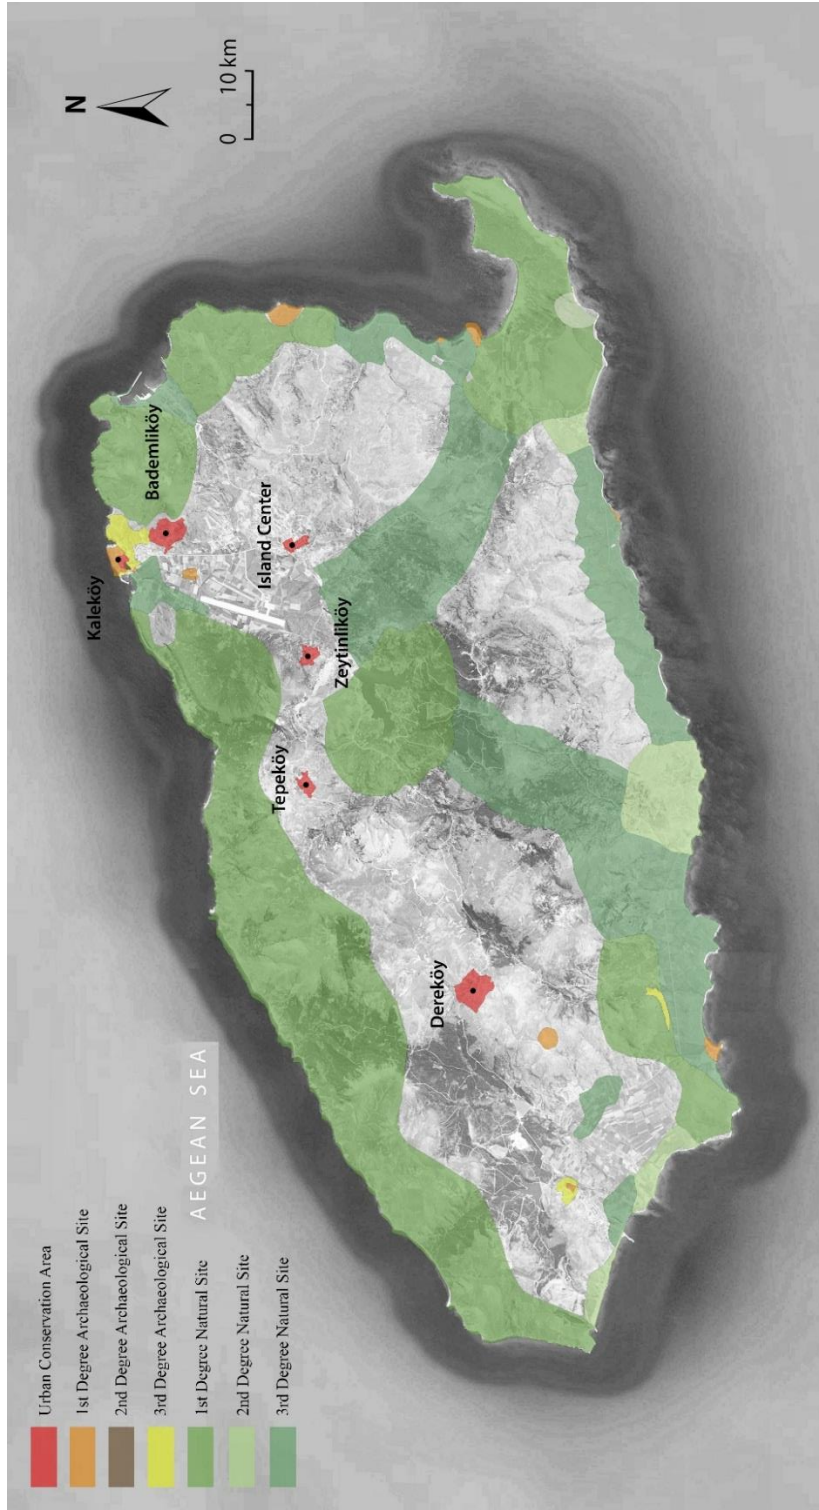 N
0 10 km
Kaleköy
Bademliköy
Island Center
Zeytinliköy
Tepeköy
Dereköy
AEGEAN SEA
Urban Conservation Area
1st Degree Archaeological Site
2nd Degree Archaeological Site
3rd Degree Archaeological Site
1st Degree Natural Site
2nd Degree Natural Site
3rd Degree Natural Site